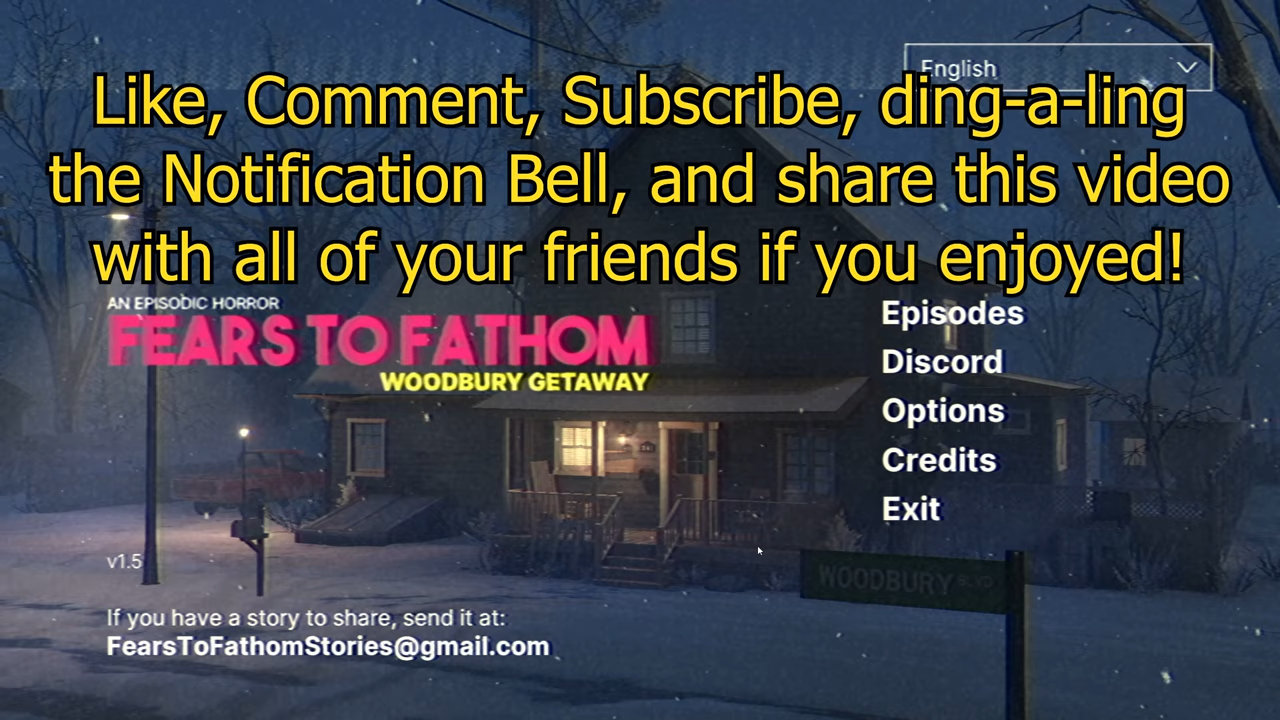 English
Like, Comment, Subscribe, ding-a-ling
the Notification Bell, and share this video
with all of your friends if you enjoyed!
AN EPISODIC HORROR
FEARS TO FATHOM
WOODBURY GETAWAY
Episodes
Discord
Options
Credits
Exit
v1.5
WOODBURY BLVD
If you have a story to share, send it at:
FearsToFathomStories@gmail.com